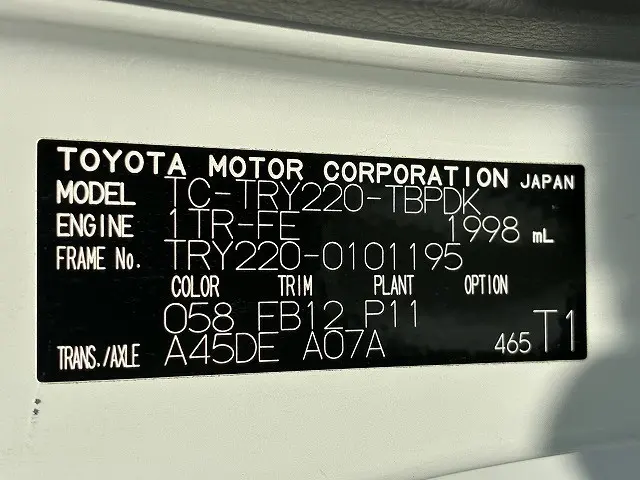 TOYOTA MOTOR CORPORATION JAPAN
MODEL TC-TRY220-TBPDK
ENGINE 1TR-FE 1998 mL
FRAME No. TRY220-0101195
COLOR TRIM PLANT OPTION
058 FB12 P11
TRANS./AXLE A45DE A07A 465 T1